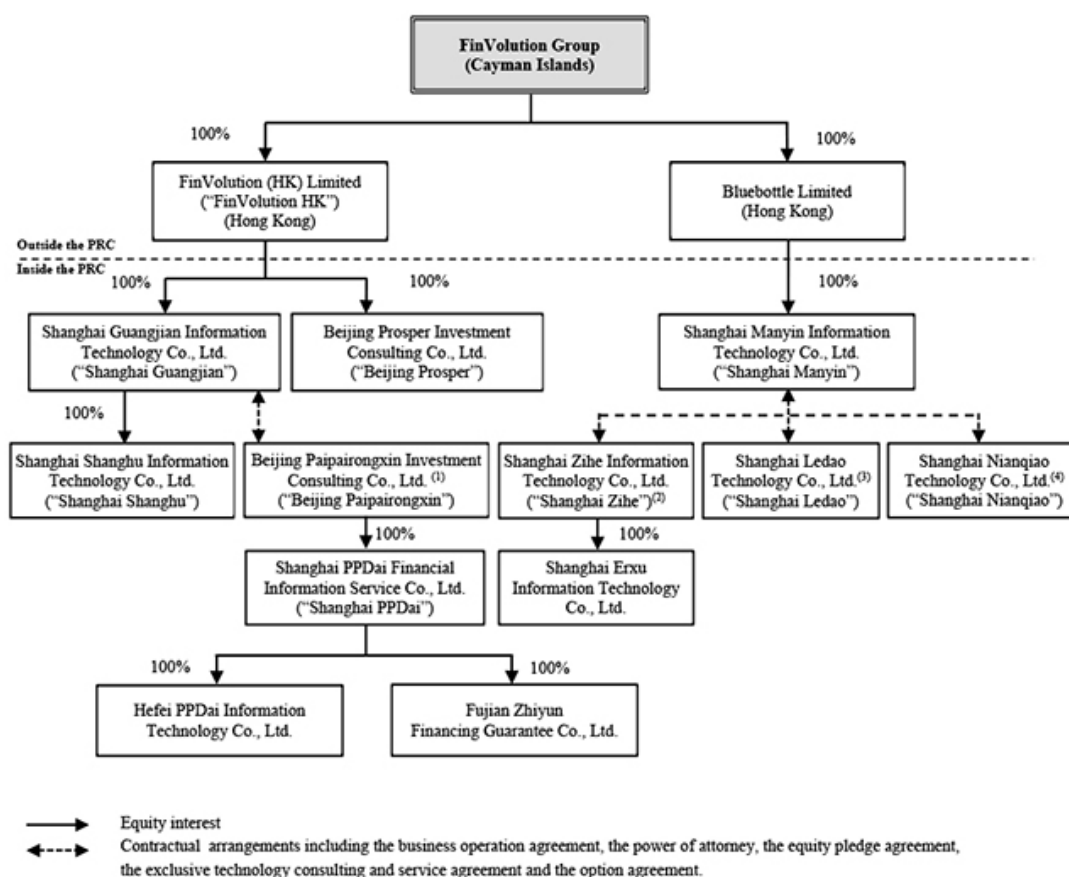 FinVolution Group
(Cayman Islands)
100%
100%
FinVolution (HK) Limited
(“FinVolution HK”)
(Hong Kong)
Bluebottle Limited
(Hong Kong)
Outside the PRC
Inside the PRC
100%
100%
100%
Shanghai Guangjian Information
Technology Co., Ltd.
(“Shanghai Guangjian”)
Beijing Prosper Investment
Consulting Co., Ltd.
(“Beijing Prosper”)
Shanghai Manyin Information
Technology Co., Ltd.
(“Shanghai Manyin”)
100%
Shanghai Shanghu Information
Technology Co., Ltd.
(“Shanghai Shanghu”)
Beijing Paipairongxin Investment
Consulting Co., Ltd. (1)
(“Beijing Paipairongxin”)
Shanghai Zihe Information
Technology Co., Ltd.
(“Shanghai Zihe”)(2)
Shanghai Ledao
Technology Co., Ltd.(3)
(“Shanghai Ledao”)
Shanghai Nianqiao
Technology Co., Ltd.(4)
(“Shanghai Nianqiao”)
100%
100%
Shanghai PPDai Financial
Information Service Co., Ltd.
(“Shanghai PPDai”)
Shanghai Erxu
Information Technology
Co., Ltd.
100%
100%
Hefei PPDai Information
Technology Co., Ltd.
Fujian Zhiyun
Financing Guarantee Co., Ltd.
Equity interest
Contractual arrangements including the business operation agreement, the power of attorney, the equity pledge agreement,
the exclusive technology consulting and service agreement and the option agreement.